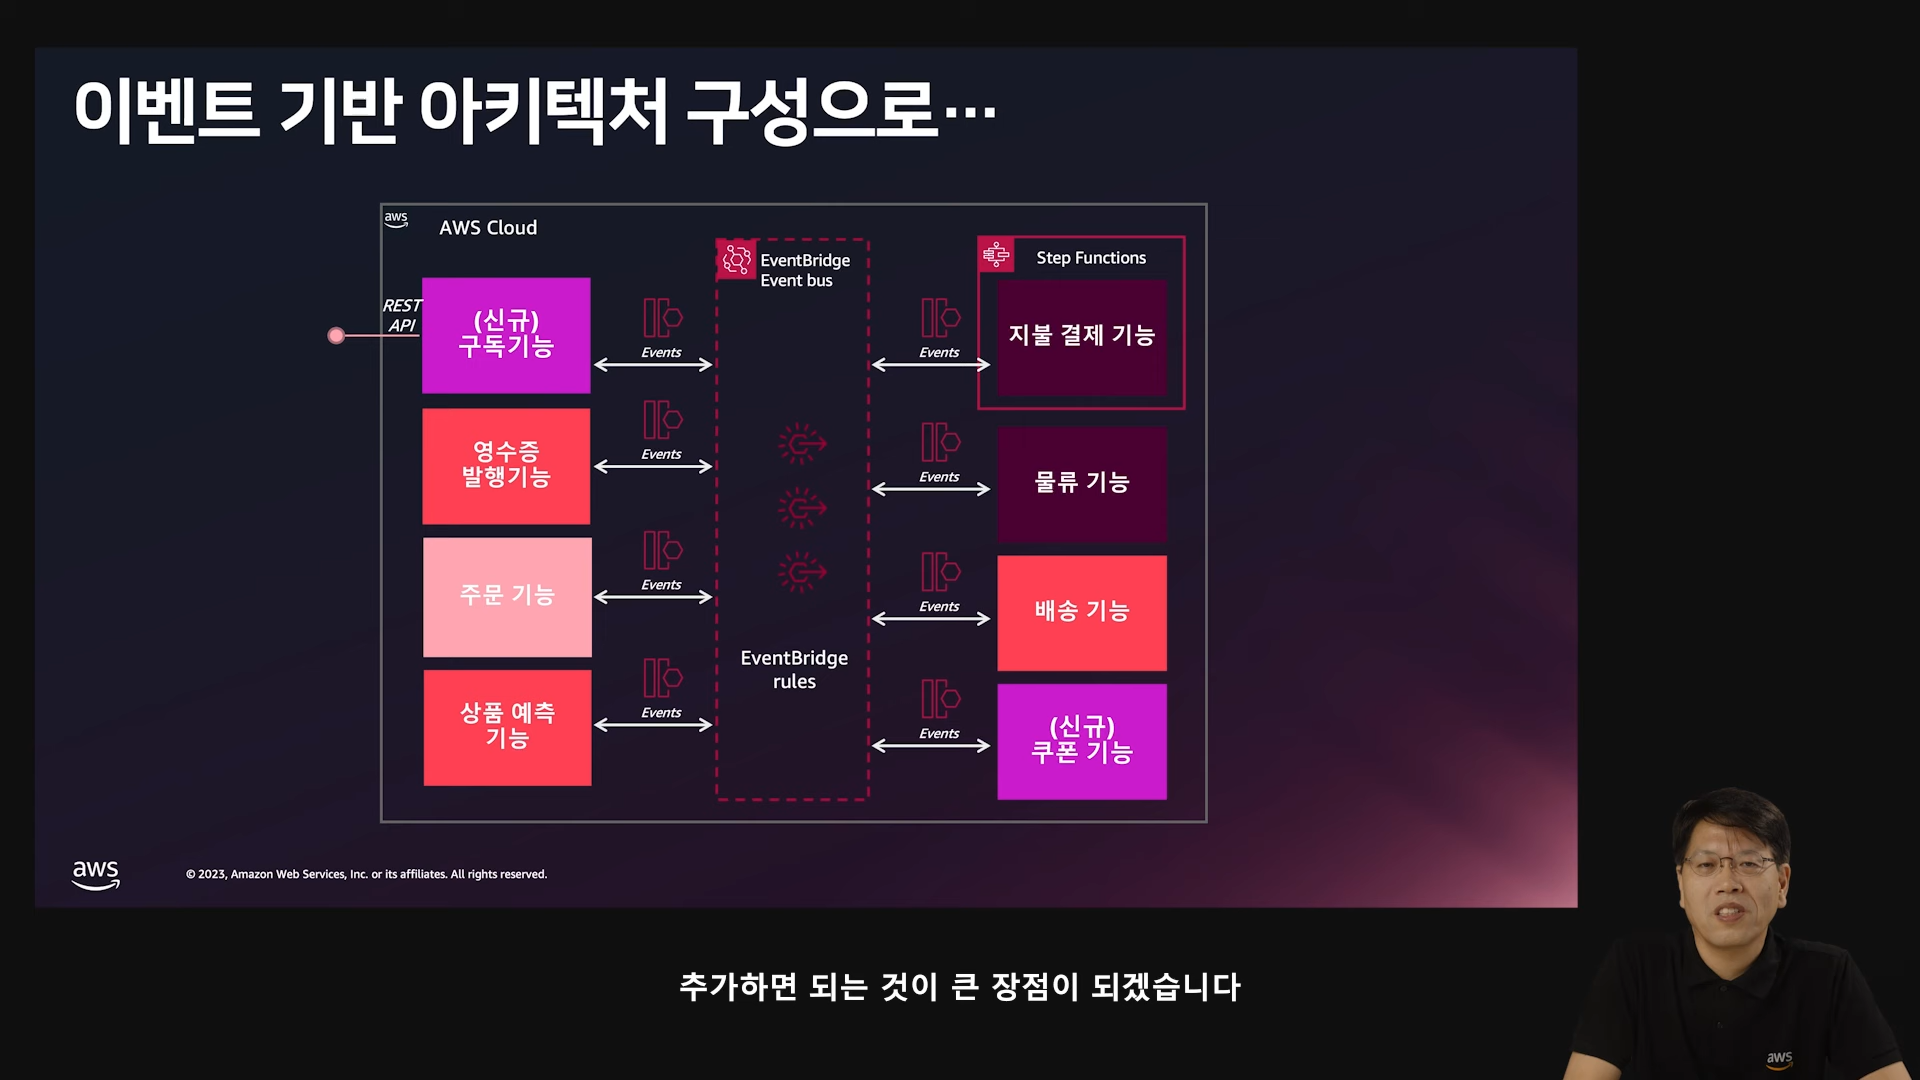 이벤트 기반 아키텍처 구성으로…
aws
AWS Cloud
REST
API
(신규)
구독기능
영수증
발행기능
주문 기능
상품 예측
기능
Events
Events
Events
Events
EventBridge
Event bus
EventBridge
rules
Events
Events
Events
Events
Step Functions
지불 결제 기능
물류 기능
배송 기능
(신규)
쿠폰 기능
aws
© 2023, Amazon Web Services, Inc. or its affiliates. All rights reserved.
추가하면 되는 것이 큰 장점이 되겠습니다
aws